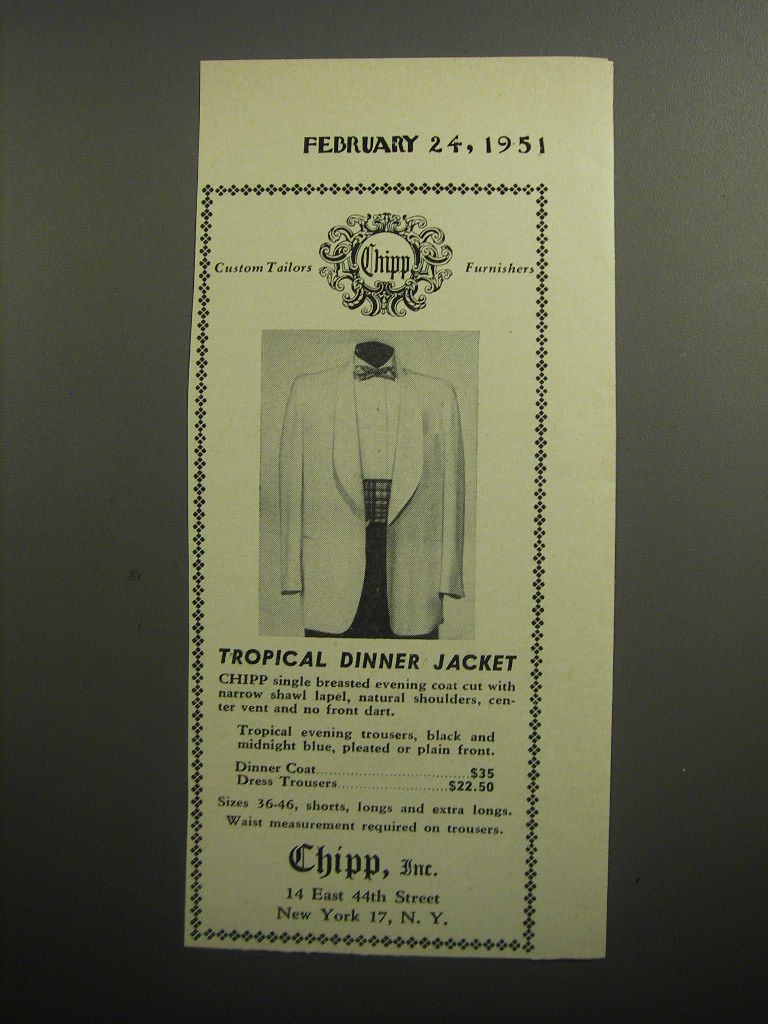 FEBRUARY 24, 1951
Custom Tailors Chipp Furnishers
TROPICAL DINNER JACKET
CHIPP single breasted evening coat cut with
narrow shawl lapel, natural shoulders, cen-
ter vent and no front dart.
Tropical evening trousers, black and
midnight blue, pleated or plain front.
Dinner Coat................................$35
Dress Trousers........................$22.50
Sizes 36-46, shorts, longs and extra longs.
Waist measurement required on trousers.
Chipp, Inc.
14 East 44th Street
New York 17, N. Y.